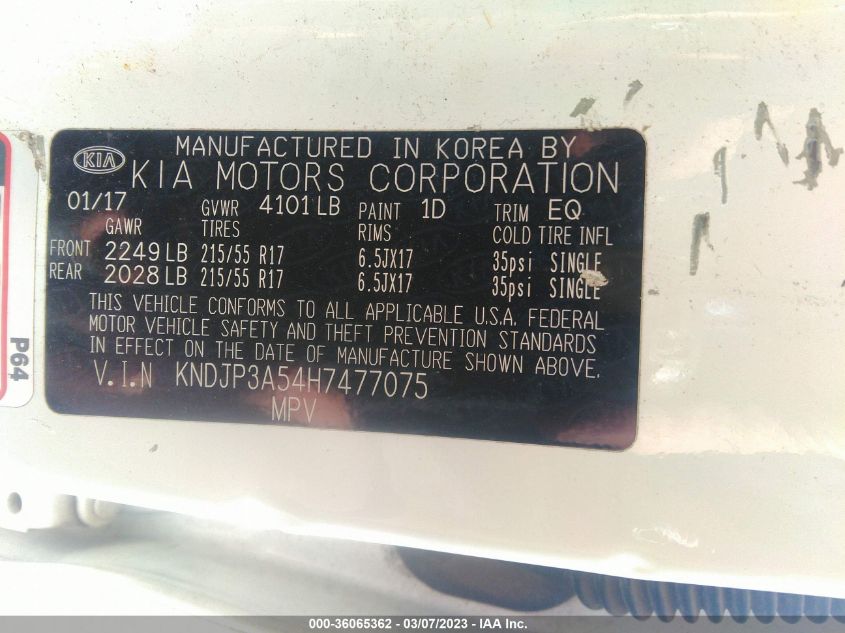 MANUFACTURED IN KOREA BY
KIA KIA MOTORS CORPORATION
01/17 GVWR 4101 LB PAINT 1D TRIM EQ
GAWR TIRES RIMS COLD TIRE INFL
FRONT 2249 LB 215/55 R17 6.5JX17 35psi SINGLE
REAR 2028 LB 215/55 R17 6.5JX17 35psi SINGLE
THIS VEHICLE CONFORMS TO ALL APPLICABLE U.S.A. FEDERAL
MOTOR VEHICLE SAFETY AND THEFT PREVENTION STANDARDS
IN EFFECT ON THE DATE OF MANUFACTURE SHOWN ABOVE.
V.I.N KNDJP3A54H7477075
MPV
P64
000-36065362 - 03/07/2023 - IAA Inc.